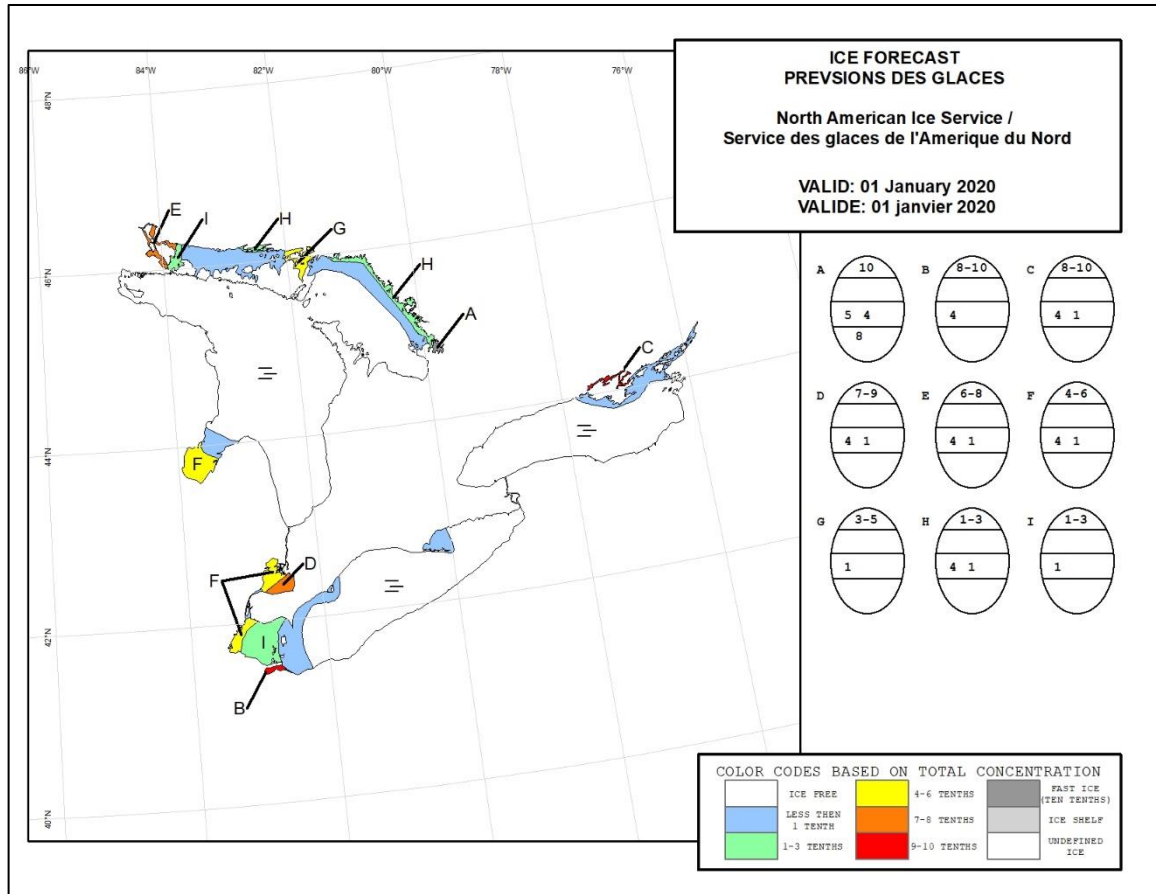 ICE FORECAST
PREVSIONS DES GLACES
North American Ice Service /
Service des glaces de l'Amerique du Nord
VALID: 01 January 2020
VALIDE: 01 janvier 2020
86°W
84°W
82°W
80°W
78°W
76°W
48°N
46°N
44°N
42°N
40°N
E
I
H
G
H
A
C
F
F
D
I
B
A
10
5 4
8
B
8-10
4
C
8-10
4 1
D
7-9
4 1
E
6-8
4 1
F
4-6
4 1
G
3-5
1
H
1-3
4 1
I
1-3
1
COLOR CODES BASED ON TOTAL CONCENTRATION
ICE FREE
LESS THEN
1 TENTH
1-3 TENTHS
4-6 TENTHS
7-8 TENTHS
9-10 TENTHS
FAST ICE
(TEN TENTHS)
ICE SHELF
UNDEFINED
ICE